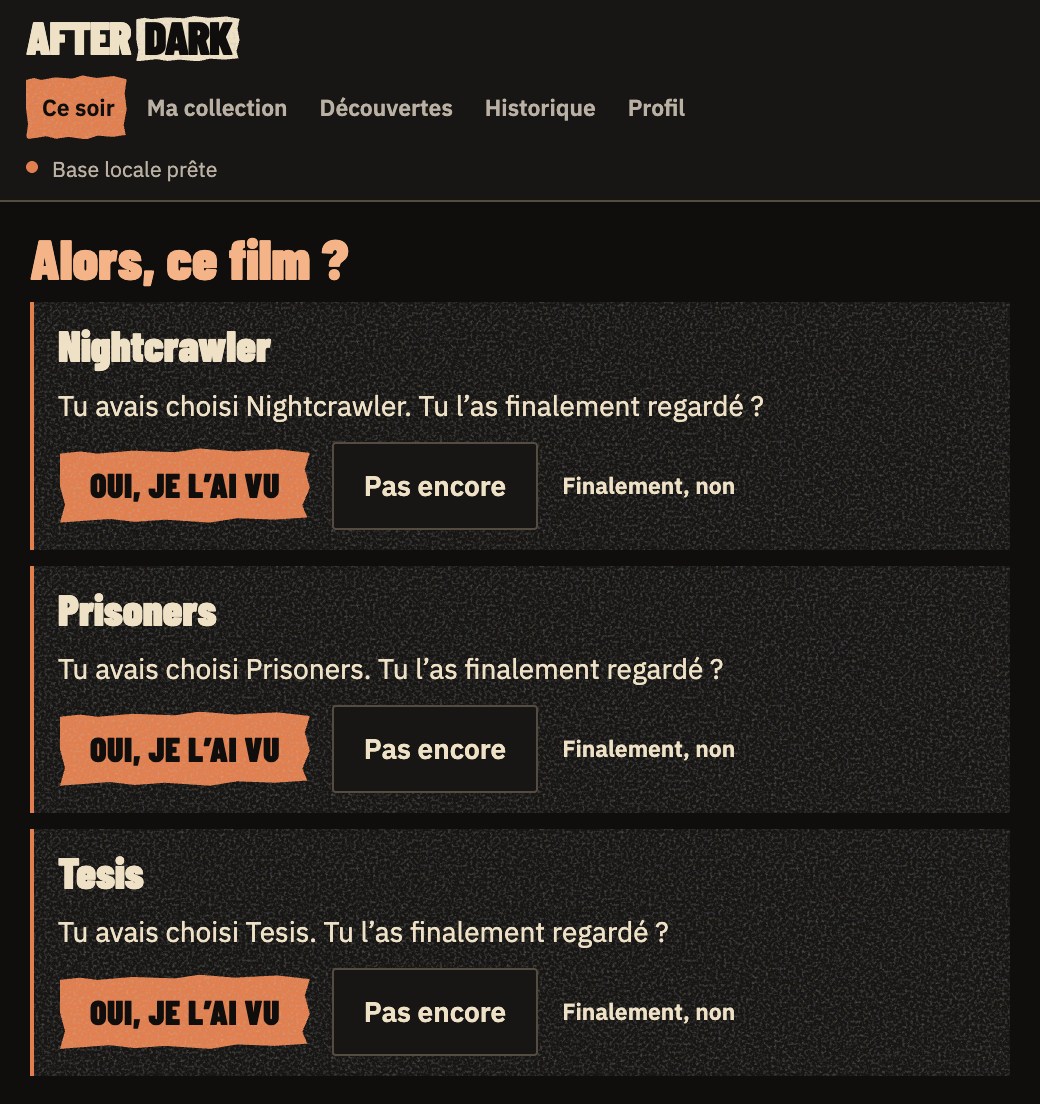 AFTER DARK
Ce soir Ma collection Découvertes Historique Profil
Base locale prête
Alors, ce film ?
Nightcrawler
Tu avais choisi Nightcrawler. Tu l’as finalement regardé ?
OUI, JE L’AI VU Pas encore Finalement, non
Prisoners
Tu avais choisi Prisoners. Tu l’as finalement regardé ?
OUI, JE L’AI VU Pas encore Finalement, non
Tesis
Tu avais choisi Tesis. Tu l’as finalement regardé ?
OUI, JE L’AI VU Pas encore Finalement, non